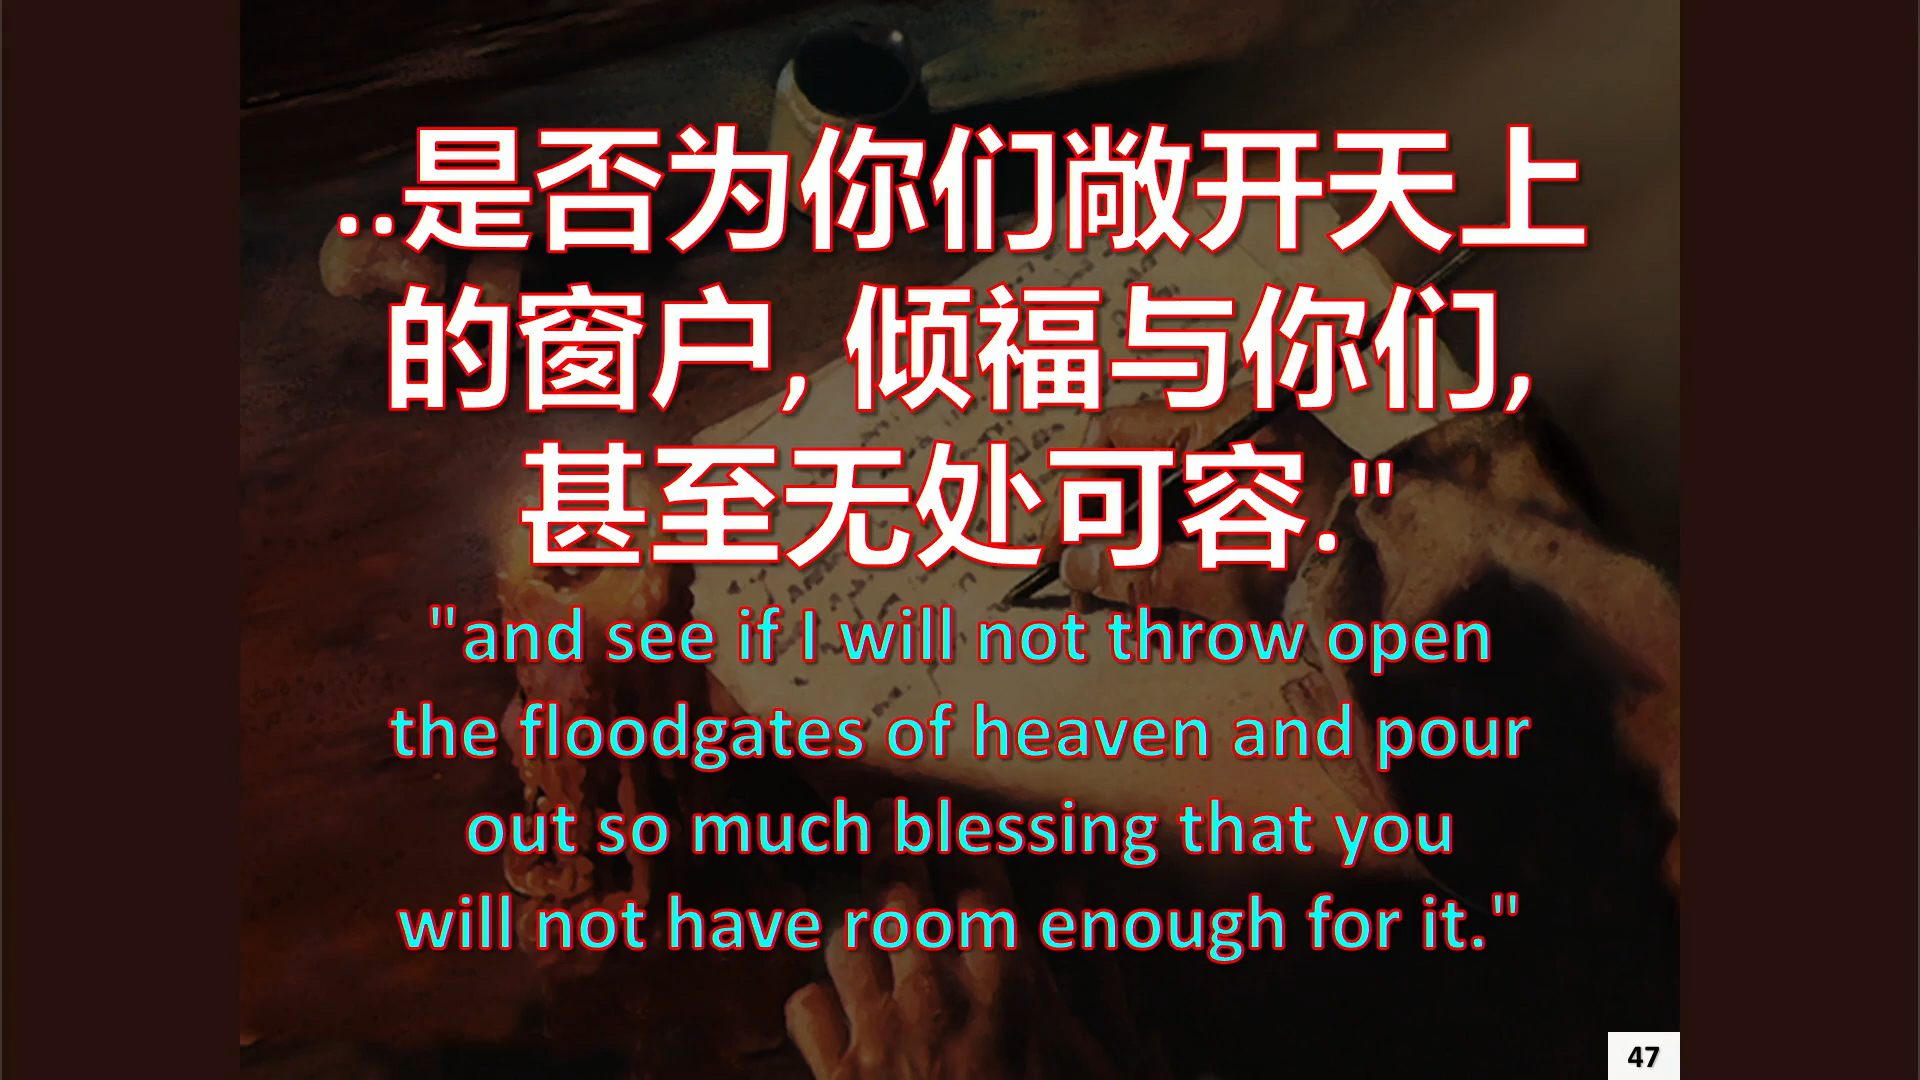 ..是否为你们敞开天上
的窗户, 倾福与你们,
甚至无处可容."
"and see if I will not throw open
the floodgates of heaven and pour
out so much blessing that you
will not have room enough for it."
47